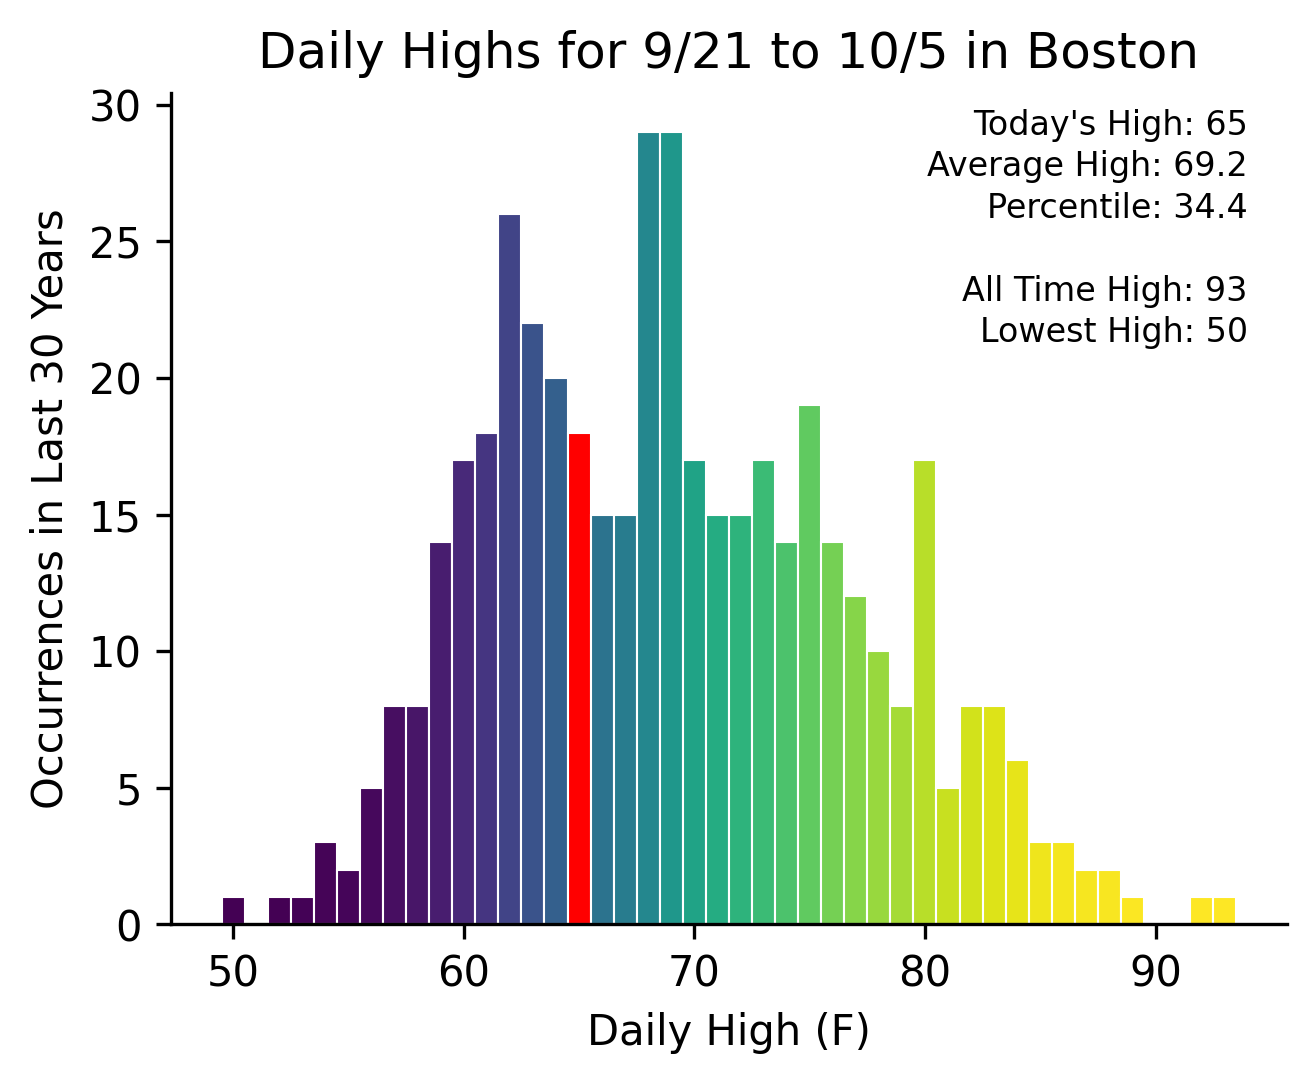 Daily Highs for 9/21 to 10/5 in Boston
Today's High: 65
Average High: 69.2
Percentile: 34.4
All Time High: 93
Lowest High: 50
Occurrences in Last 30 Years
30
25
20
15
10
5
0
50 60 70 80 90
Daily High (F)